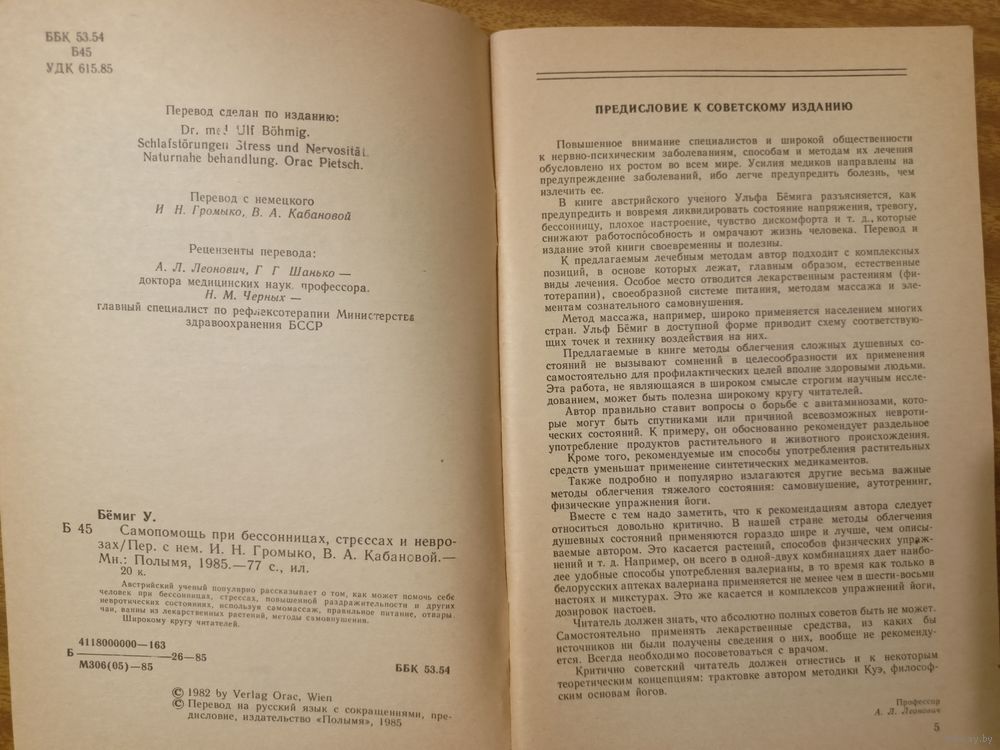 ББК 53.54
Б45
УДК 615.85
Перевод сделан по изданию:
Dr. med Ulf Böhmig.
Schlafstörungen Stress und Nervosität.
Naturnahe behandlung. Orac Pietsch.
Перевод с немецкого
И Н. Громыко, В. А. Кабановой
Рецензенты перевода:
А. Л. Леонович, Г Г Шанько —
доктора медицинских наук, профессора.
Н. М. Черных —
главный специалист по рефлексотерапии Министерства
здравоохранения БССР
Бёмиг У.
Б 45 Самопомощь при бессонницах, стрессах и невро-
зах/Пер. с нем. И. Н. Громыко, В. А. Кабановой.—
Мн.: Полымя, 1985.—77 с., ил.
20 к.
Австрийский ученый популярно рассказывает о том, как может помочь себе
человек при бессонницах, стрессах, повышенной раздражительности и других
невротических состояниях, используя самомассаж, правильное питание, отвары,
чаи, ванны из лекарственных растений, методы самовнушения.
Широкому кругу читателей.
4118000000—163
Б—26—85
М306(05)—85
ББК 53.54
© 1982 by Verlag Orac, Wien
© Перевод на русский язык с сокращениями, пре-
дисловие, издательство «Полымя», 1985
ПРЕДИСЛОВИЕ К СОВЕТСКОМУ ИЗДАНИЮ
Повышенное внимание специалистов и широкой общественности
к нервно-психическим заболеваниям, способам и методам их лечения
обусловлено их ростом во всем мире. Усилия медиков направлены на
предупреждение заболеваний, ибо легче предупредить болезнь, чем
излечить ее.
В книге австрийского ученого Ульфа Бёмига разъясняется, как
предупредить и вовремя ликвидировать состояние напряжения, тревогу,
бессонницу, плохое настроение, чувство дискомфорта и т. д., которые
снижают работоспособность и омрачают жизнь человека. Перевод и
издание этой книги своевременны и полезны.
К предлагаемым лечебным методам автор подходит с комплексных
позиций, в основе которых лежат, главным образом, естественные
виды лечения. Особое место отводится лекарственным растениям (фи-
тотерапии), своеобразной системе питания, методам массажа и эле-
ментам сознательного самовнушения.
Метод массажа, например, широко применяется населением многих
стран. Ульф Бёмиг в доступной форме приводит схему соответствую-
щих точек и технику воздействия на них.
Предлагаемые в книге методы облегчения сложных душевных со-
стояний не вызывают сомнений в целесообразности их применения
самостоятельно для профилактических целей вполне здоровыми людьми.
Эта работа, не являющаяся в широком смысле строгим научным иссле-
дованием, может быть полезна широкому кругу читателей.
Автор правильно ставит вопросы о борьбе с авитаминозами, кото-
рые могут быть спутниками или причиной всевозможных невроти-
ческих состояний. К примеру, он обоснованно рекомендует раздельное
употребление продуктов растительного и животного происхождения.
Кроме того, рекомендуемые им способы употребления растительных
средств уменьшат применение синтетических медикаментов.
Также подробно и популярно излагаются другие весьма важные
методы облегчения тяжелого состояния: самовнушение, аутотренинг,
физические упражнения йоги.
Вместе с тем надо заметить, что к рекомендациям автора следует
относиться довольно критично. В нашей стране методы облегчения
душевных состояний применяются гораздо шире и лучше, чем описы-
ваемые автором. Это касается растений, способов физических упраж-
нений и т. д. Например, он всего в одной-двух комбинациях дает наибо-
лее удобные способы употребления валерианы, в то время как только в
белорусских аптеках валериана применяется не менее чем в шести-восьми
настоях и микстурах. Это же касается и комплексов упражнений йоги,
дозировок настоев.
Читатель должен знать, что абсолютно полных советов быть не может.
Самостоятельно применять лекарственные средства, из каких бы
источников ни были получены сведения о них, вообще не рекоменду-
ется. Всегда необходимо посоветоваться с врачом.
Критично советский читатель должен отнестись и к некоторым
теоретическим концепциям: трактовке автором методики Куэ, философ-
ским основам йогов.
Профессор
А. Л. Леонович
5